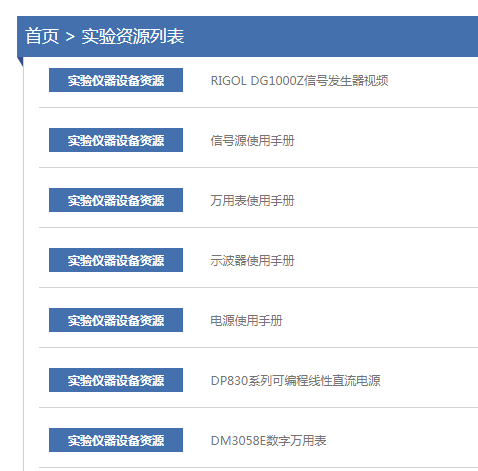 首页 > 实验资源列表
实验仪器设备资源 RIGOL DG1000Z信号发生器视频
实验仪器设备资源 信号源使用手册
实验仪器设备资源 万用表使用手册
实验仪器设备资源 示波器使用手册
实验仪器设备资源 电源使用手册
实验仪器设备资源 DP830系列可编程线性直流电源
实验仪器设备资源 DM3058E数字万用表